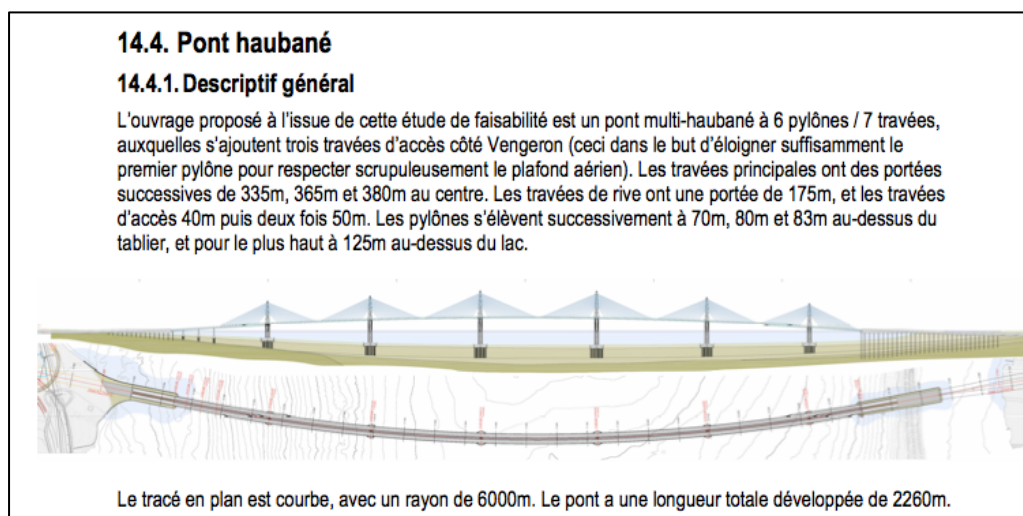 14.4. Pont haubané
14.4.1. Descriptif général
L'ouvrage proposé à l'issue de cette étude de faisabilité est un pont multi-haubané à 6 pylônes / 7 travées,
auxquelles s'ajoutent trois travées d'accès côté Vengeron (ceci dans le but d'éloigner suffisamment le
premier pylône pour respecter scrupuleusement le plafond aérien). Les travées principales ont des portées
successives de 335m, 365m et 380m au centre. Les travées de rive ont une portée de 175m, et les travées
d'accès 40m puis deux fois 50m. Les pylônes s'élèvent successivement à 70m, 80m et 83m au-dessus du
tablier, et pour le plus haut à 125m au-dessus du lac.
Le tracé en plan est courbe, avec un rayon de 6000m. Le pont a une longueur totale développée de 2260m.